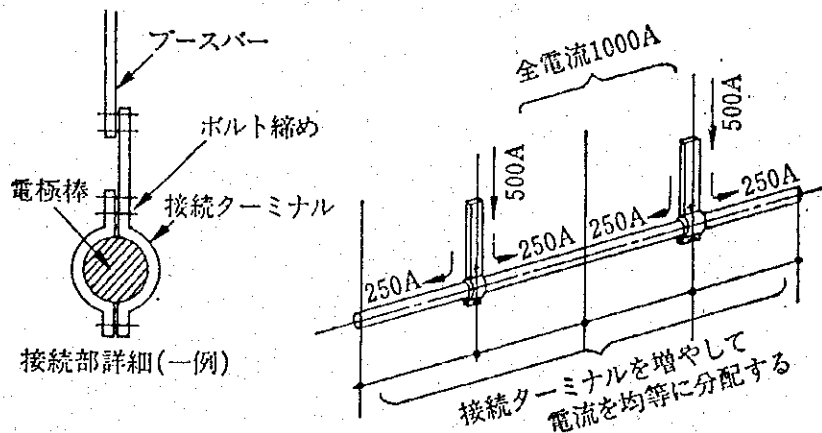 ブースバー
ボルト締め
電極棒
接続ターミナル
接続部詳細(一例)
全電流1000A
500A
500A
250A
250A
250A
250A
接続ターミナルを増やして
電流を均等に分配する